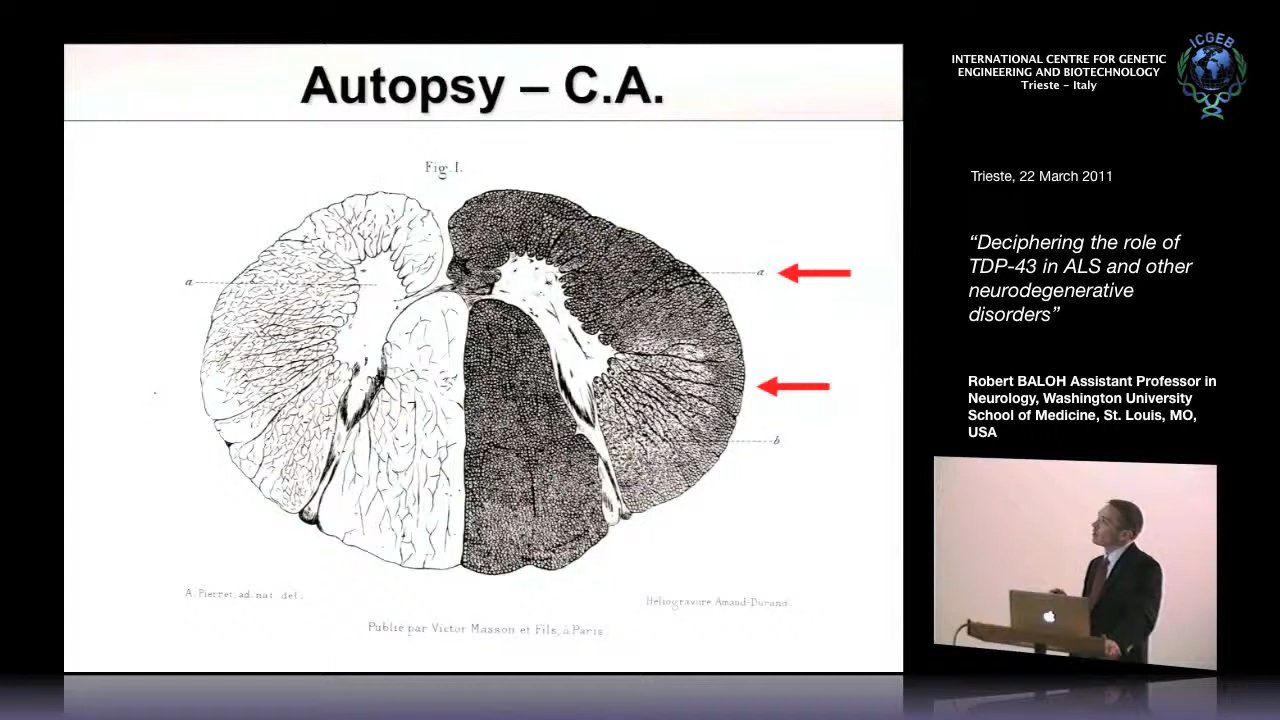 Autopsy – C.A.
Fig. I.
a
a
b
A. Pierret, ad. nat. del.
Héliogravure Amand-Durand
Publié par Victor Masson et Fils, à Paris
INTERNATIONAL CENTRE FOR GENETIC
ENGINEERING AND BIOTECHNOLOGY
Trieste – Italy
ICGEB
Trieste, 22 March 2011
“Deciphering the role of
TDP-43 in ALS and other
neurodegenerative
disorders”
Robert BALOH Assistant Professor in
Neurology, Washington University
School of Medicine, St. Louis, MO,
USA